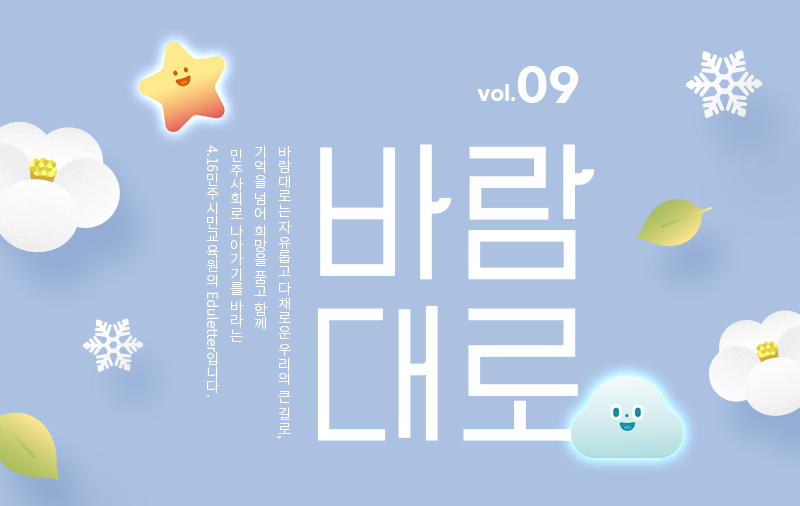 vol.09
바람
대로
바람대로는 자유롭고 다채로운 우리의 큰 길로,
기억을 넘어 희망을 품고 함께
민주사회로 나아가기를 바라는
4.16민주시민교육원의 Eduletter입니다.